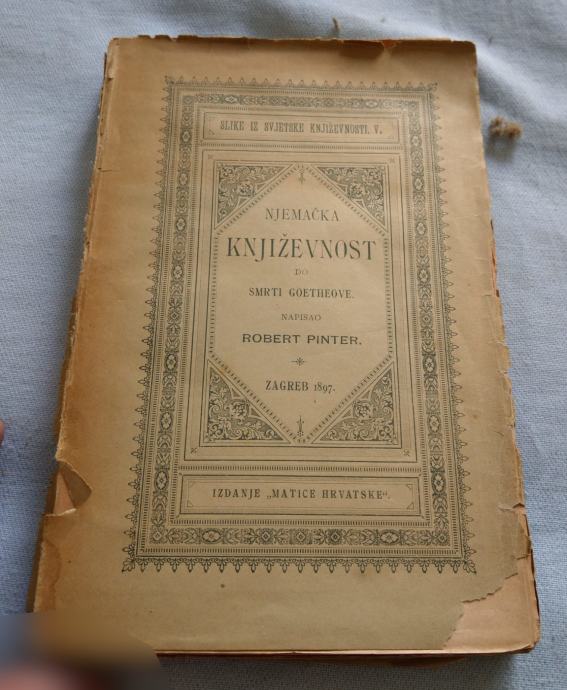 SLIKE IZ SVJETSKE KNJIŽEVNOSTI. V.
NJEMAČKA
KNJIŽEVNOST
DO
SMRTI GOETHEOVE.
NAPISAO
ROBERT PINTER.
ZAGREB 1897.
IZDANJE „MATICE HRVATSKE“.